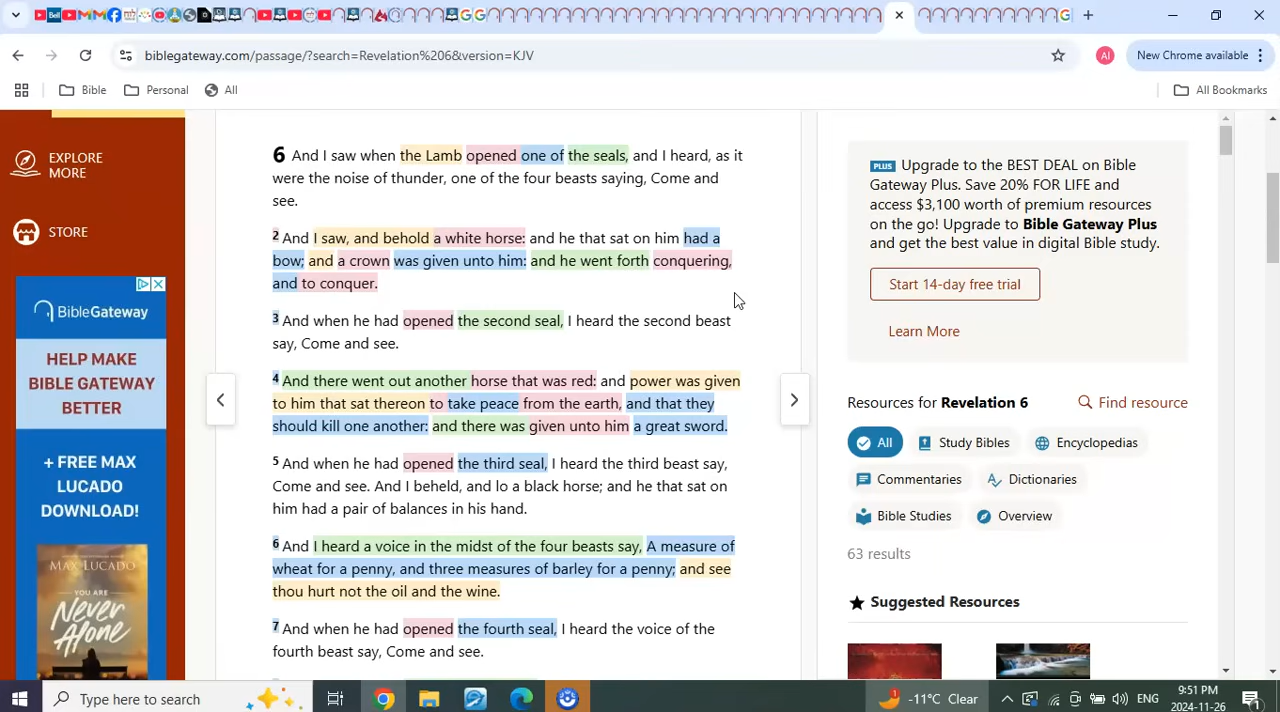 biblegateway.com/passage/?search=Revelation%206&version=KJV
AI
New Chrome available
Bible
Personal
All
All Bookmarks
EXPLORE
MORE
STORE
BibleGateway
HELP MAKE
BIBLE GATEWAY
BETTER
+ FREE MAX
LUCADO
DOWNLOAD!
MAX LUCADO
YOU ARE
Never
Alone
6 And I saw when the Lamb opened one of the seals, and I heard, as it
were the noise of thunder, one of the four beasts saying, Come and
see.
2 And I saw, and behold a white horse: and he that sat on him had a
bow; and a crown was given unto him: and he went forth conquering,
and to conquer.
3 And when he had opened the second seal, I heard the second beast
say, Come and see.
4 And there went out another horse that was red: and power was given
to him that sat thereon to take peace from the earth, and that they
should kill one another: and there was given unto him a great sword.
5 And when he had opened the third seal, I heard the third beast say,
Come and see. And I beheld, and lo a black horse; and he that sat on
him had a pair of balances in his hand.
6 And I heard a voice in the midst of the four beasts say, A measure of
wheat for a penny, and three measures of barley for a penny; and see
thou hurt not the oil and the wine.
7 And when he had opened the fourth seal, I heard the voice of the
fourth beast say, Come and see.
PLUS Upgrade to the BEST DEAL on Bible
Gateway Plus. Save 20% FOR LIFE and
access $3,100 worth of premium resources
on the go! Upgrade to Bible Gateway Plus
and get the best value in digital Bible study.
Start 14-day free trial
Learn More
Resources for Revelation 6
Find resource
All
Study Bibles
Encyclopedias
Commentaries
Dictionaries
Bible Studies
Overview
63 results
Suggested Resources
Type here to search
-11°C Clear
ENG
9:51 PM
2024-11-26